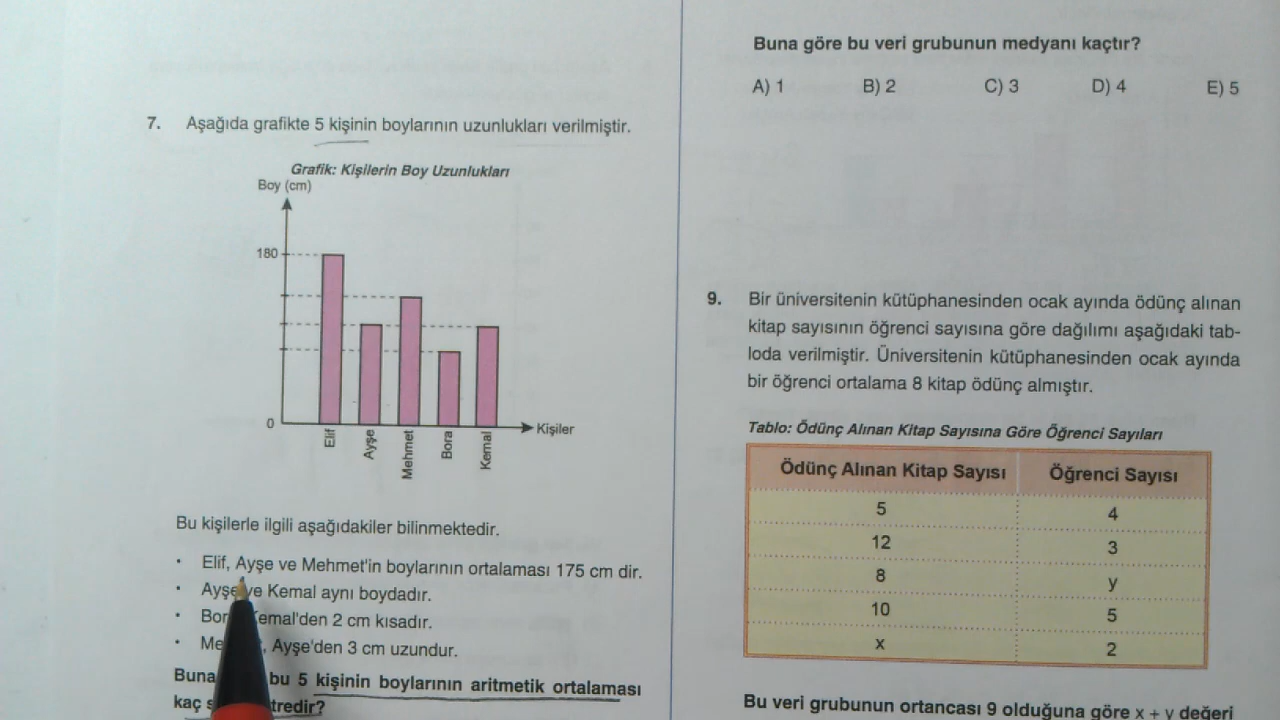 7. Aşağıda grafikte 5 kişinin boylarının uzunlukları verilmiştir.
Grafik: Kişilerin Boy Uzunlukları
Boy (cm)
180
0
Elif
Ayşe
Mehmet
Bora
Kemal
Kişiler
Bu kişilerle ilgili aşağıdakiler bilinmektedir.
• Elif, Ayşe ve Mehmet'in boylarının ortalaması 175 cm dir.
• Ayşe ve Kemal aynı boydadır.
• 2 cm kısadır.
• Ayşe'den 3 cm uzundur.
Buna bu 5 kişinin boylarının aritmetik ortalaması
kaç
Buna göre bu veri grubunun medyanı kaçtır?
A) 1 B) 2 C) 3 D) 4 E) 5
9. Bir üniversitenin kütüphanesinden ocak ayında ödünç alınan
kitap sayısının öğrenci sayısına göre dağılımı aşağıdaki tab-
loda verilmiştir. Üniversitenin kütüphanesinden ocak ayında
bir öğrenci ortalama 8 kitap ödünç almıştır.
Tablo: Ödünç Alınan Kitap Sayısına Göre Öğrenci Sayıları
Ödünç Alınan Kitap Sayısı Öğrenci Sayısı
5 4
12 3
8 y
10 5
x 2
Bu veri grubunun ortancası 9 olduğuna göre x + y değeri